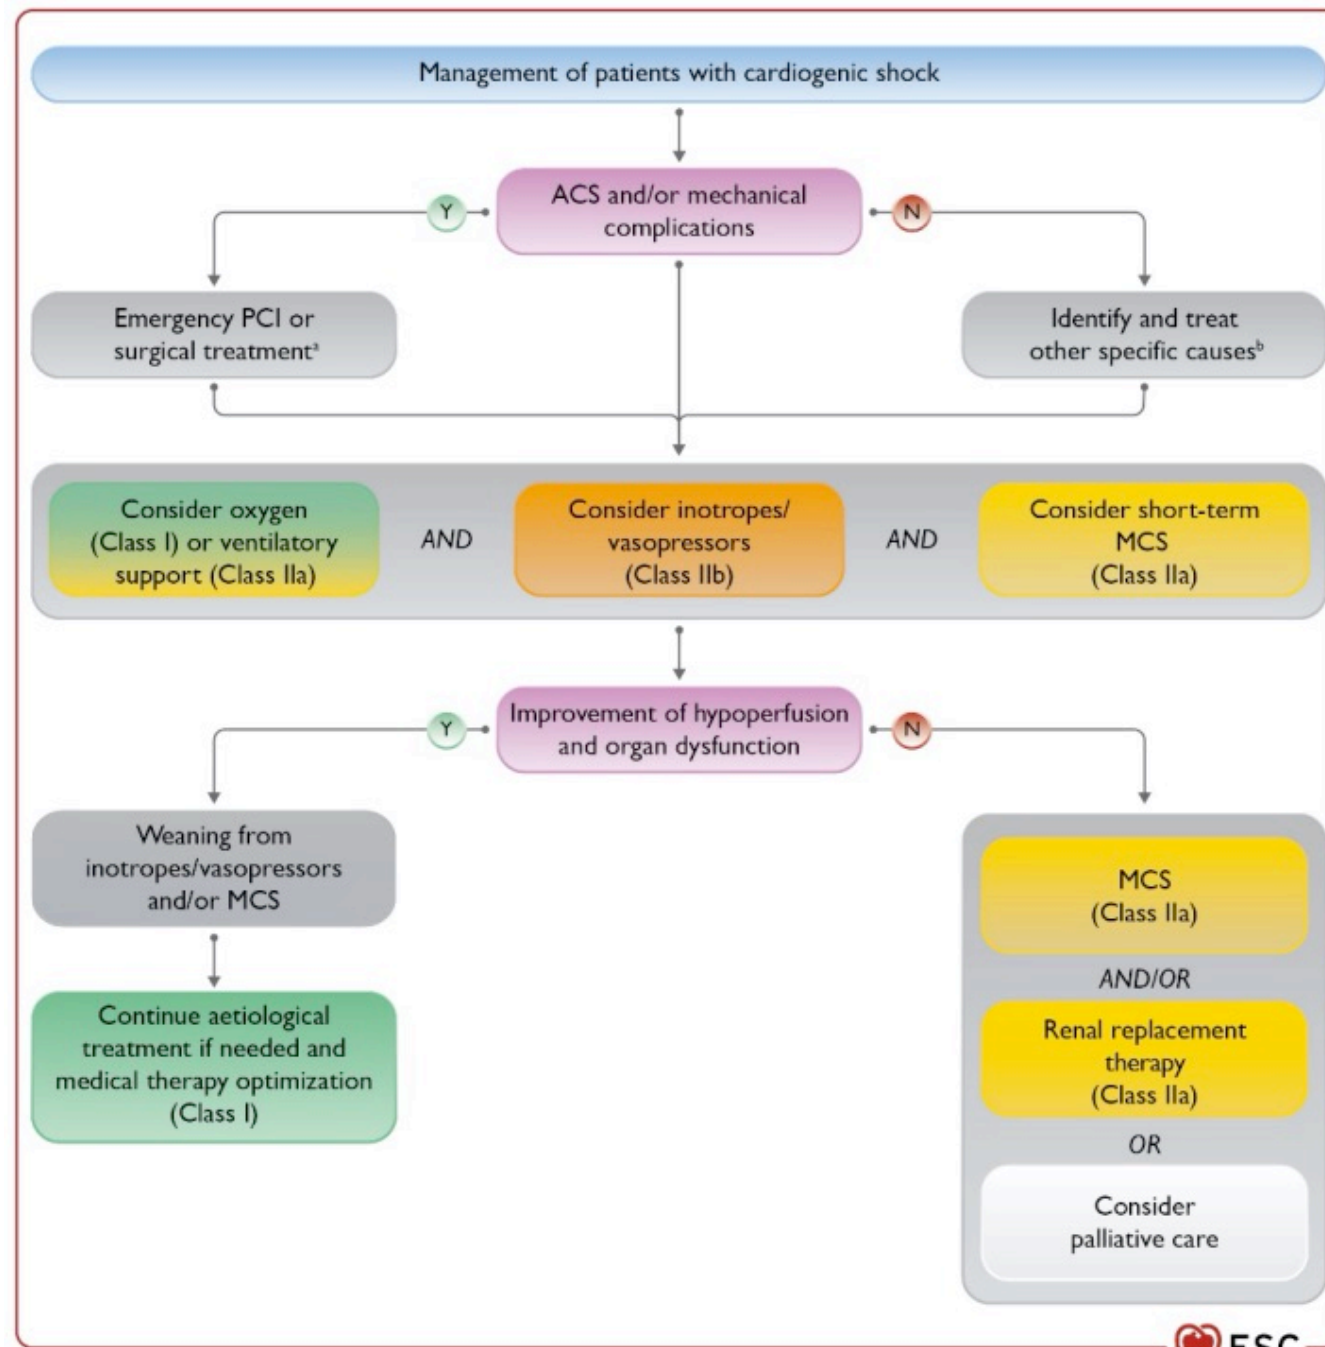 Management of patients with cardiogenic shock
ACS and/or mechanical
complications
Y
N
Emergency PCI or
surgical treatmentᵃ
Identify and treat
other specific causesᵇ
Consider oxygen
(Class I) or ventilatory
support (Class IIa)
AND
Consider inotropes/
vasopressors
(Class IIb)
AND
Consider short-term
MCS
(Class IIa)
Improvement of hypoperfusion
and organ dysfunction
Y
N
Weaning from
inotropes/vasopressors
and/or MCS
Continue aetiological
treatment if needed and
medical therapy optimization
(Class I)
MCS
(Class IIa)
AND/OR
Renal replacement
therapy
(Class IIa)
OR
Consider
palliative care
ESC